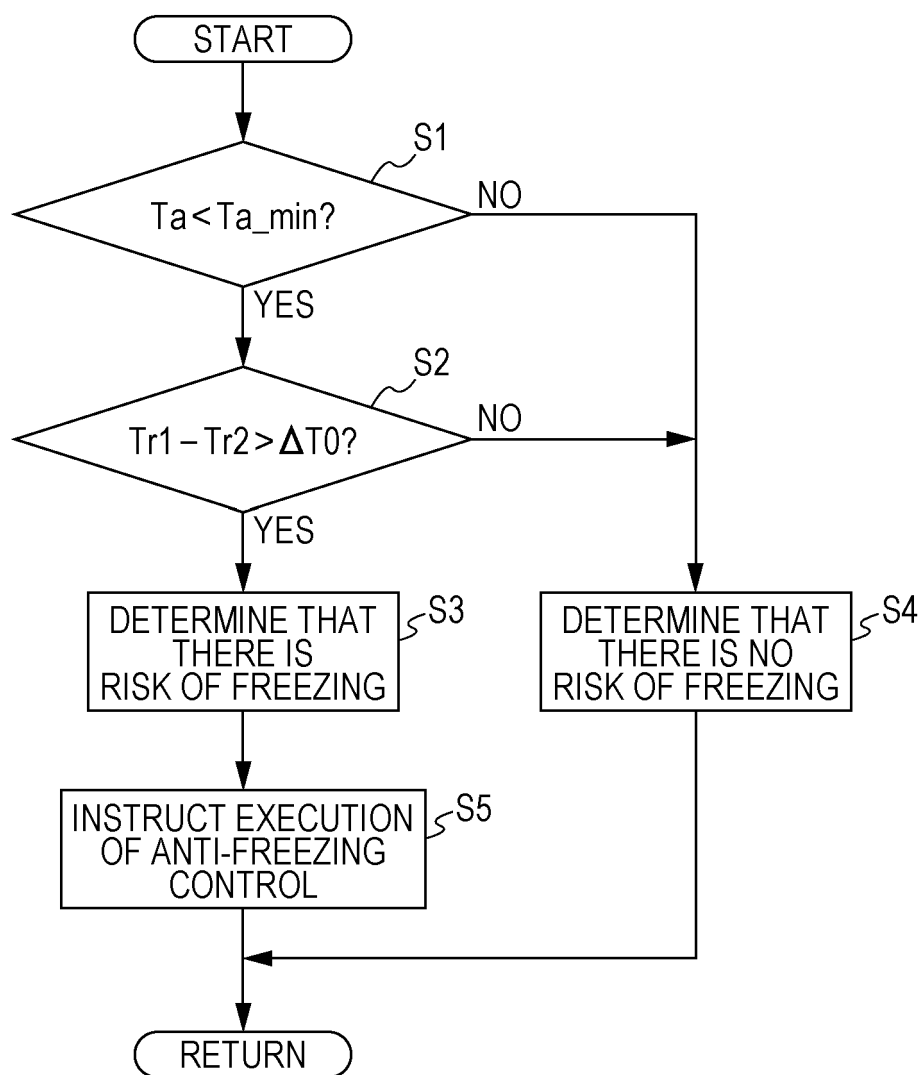 START
S1
Ta < Ta_min?
NO
YES
S2
Tr1 – Tr2 > ΔT0?
NO
YES
S3
DETERMINE THAT
THERE IS
RISK OF FREEZING
S4
DETERMINE THAT
THERE IS NO
RISK OF FREEZING
S5
INSTRUCT EXECUTION
OF ANTI-FREEZING
CONTROL
RETURN